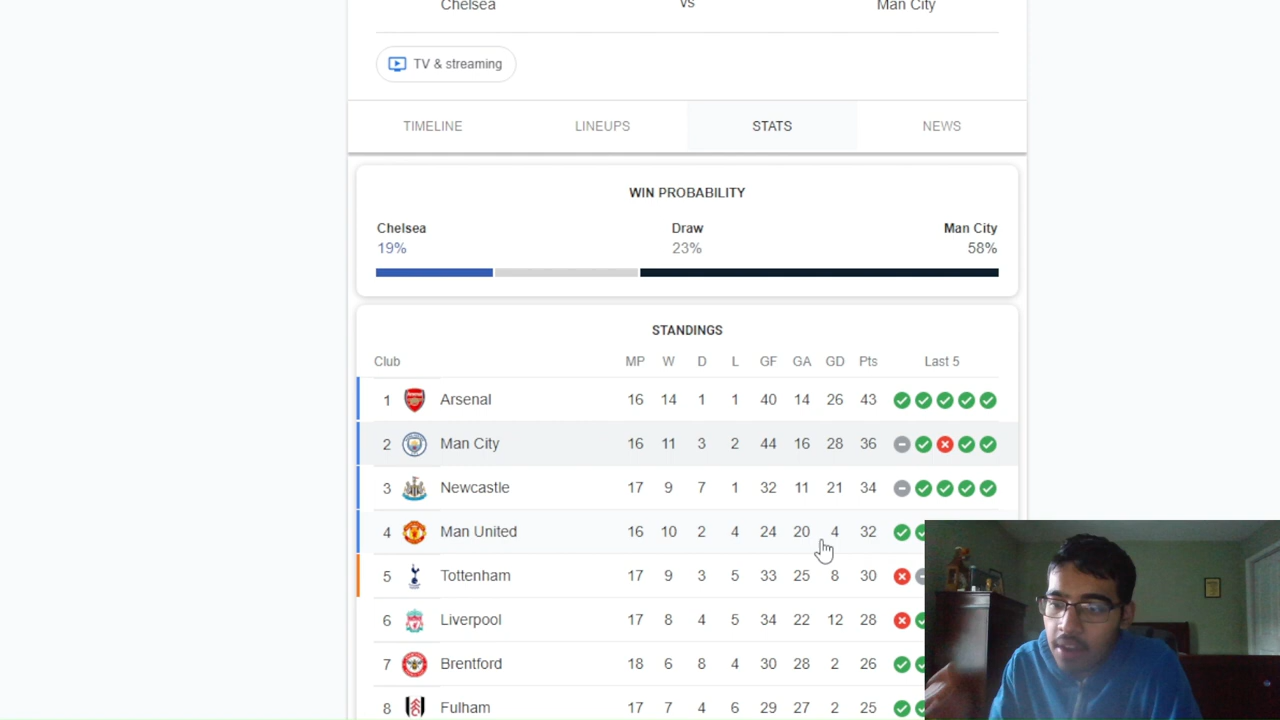 Chelsea vs Man City
TV & streaming
TIMELINE LINEUPS STATS NEWS
WIN PROBABILITY
Chelsea Draw Man City
19% 23% 58%
STANDINGS
Club MP W D L GF GA GD Pts Last 5
1 Arsenal 16 14 1 1 40 14 26 43
2 Man City 16 11 3 2 44 16 28 36
3 Newcastle 17 9 7 1 32 11 21 34
4 Man United 16 10 2 4 24 20 4 32
5 Tottenham 17 9 3 5 33 25 8 30
6 Liverpool 17 8 4 5 34 22 12 28
7 Brentford 18 6 8 4 30 28 2 26
8 Fulham 17 7 4 6 29 27 2 25